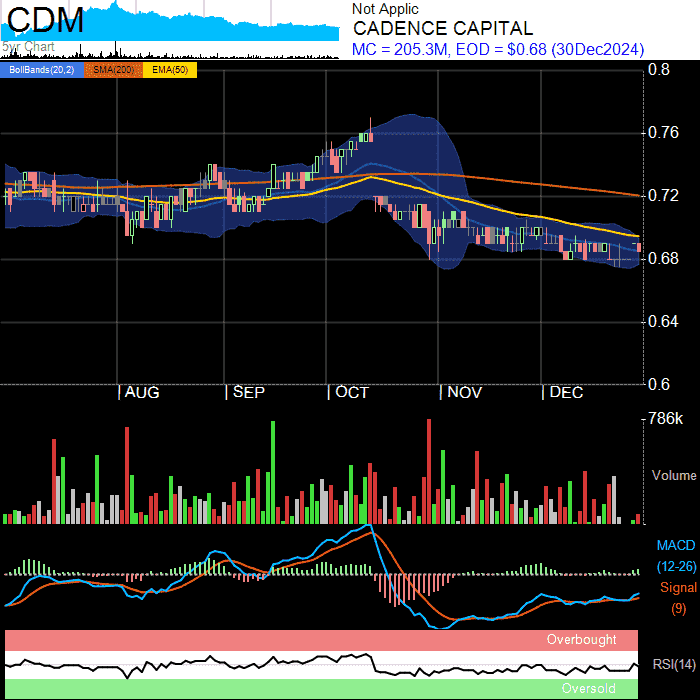 CDM
5yr Chart
Not Applic
CADENCE CAPITAL
MC = 205.3M, EOD = $0.68 (30Dec2024)
BollBands(20,2) SMA(200) EMA(50)
0.8
0.76
0.72
0.68
0.64
0.6
AUG SEP OCT NOV DEC
786k
Volume
MACD
(12-26)
Signal
(9)
Overbought
RSI(14)
Oversold